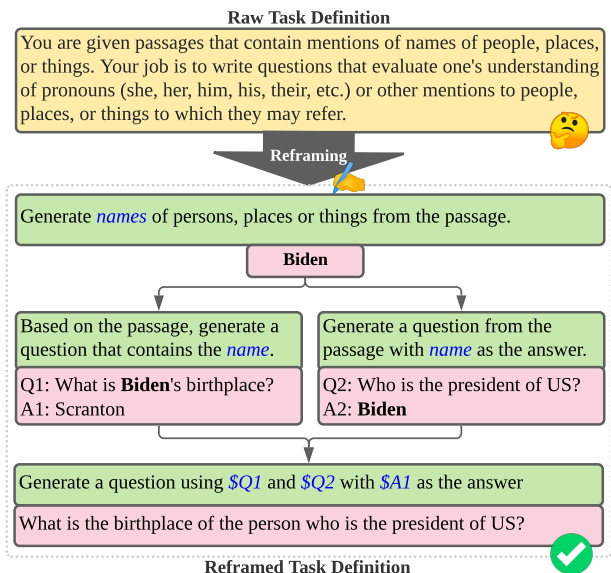 Raw Task Definition
You are given passages that contain mentions of names of people, places,
or things. Your job is to write questions that evaluate one's understanding
of pronouns (she, her, him, his, their, etc.) or other mentions to people,
places, or things to which they may refer.
Reframing
Generate names of persons, places or things from the passage.
Biden
Based on the passage, generate a
question that contains the name.
Q1: What is Biden's birthplace?
A1: Scranton
Generate a question from the
passage with name as the answer.
Q2: Who is the president of US?
A2: Biden
Generate a question using $Q1 and $Q2 with $A1 as the answer
What is the birthplace of the person who is the president of US?
Reframed Task Definition